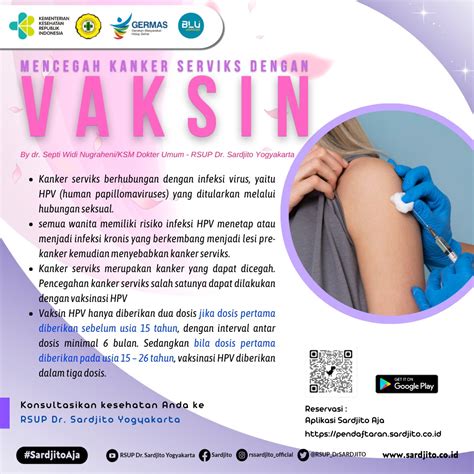 KEMENTERIAN
KESEHATAN
REPUBLIK
INDONESIA
GERMAS
Gerakan Masyarakat
Hidup Sehat
BLU
MENCEGAH KANKER SERVIKS DENGAN
VAKSIN
By dr. Septi Widi Nugraheni/KSM Dokter Umum - RSUP Dr. Sardjito Yogyakarta
• Kanker serviks berhubungan dengan infeksi virus, yaitu
HPV (human papillomaviruses) yang ditularkan melalui
hubungan seksual.
• semua wanita memiliki risiko infeksi HPV menetap atau
menjadi infeksi kronis yang berkembang menjadi lesi pre-
kanker kemudian menyebabkan kanker serviks.
• Kanker serviks merupakan kanker yang dapat dicegah.
Pencegahan kanker serviks salah satunya dapat dilakukan
dengan vaksinasi HPV
• Vaksin HPV hanya diberikan dua dosis jika dosis pertama
diberikan sebelum usia 15 tahun, dengan interval antar
dosis minimal 6 bulan. Sedangkan bila dosis pertama
diberikan pada usia 15 – 26 tahun, vaksinasi HPV diberikan
dalam tiga dosis.
GET IT ON
Google Play
Konsultasikan kesehatan Anda ke
RSUP Dr. Sardjito Yogyakarta
Reservasi :
Aplikasi Sardjito Aja
https://pendaftaran.sardjito.co.id
#SardjitoAja
RSUP Dr. Sardjito Yogyakarta
Sardjito
rssardjito_official
@RSUP_DrSARDJITO
www.sardjito.co.id